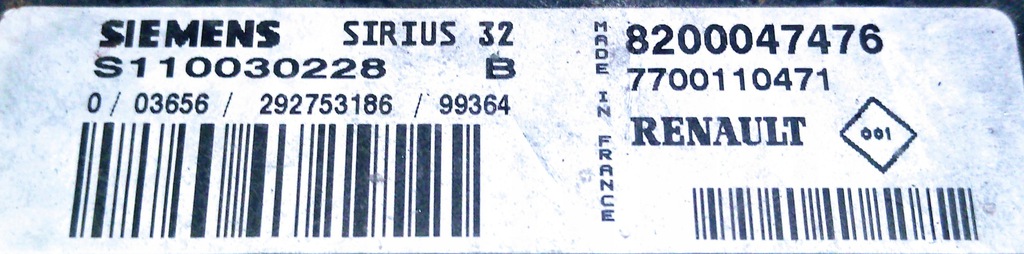 SIEMENS SIRIUS 32
S110030228 B
0/ 03656 / 292753186 / 99364
MADE IN FRANCE
8200047476
7700110471
RENAULT 001